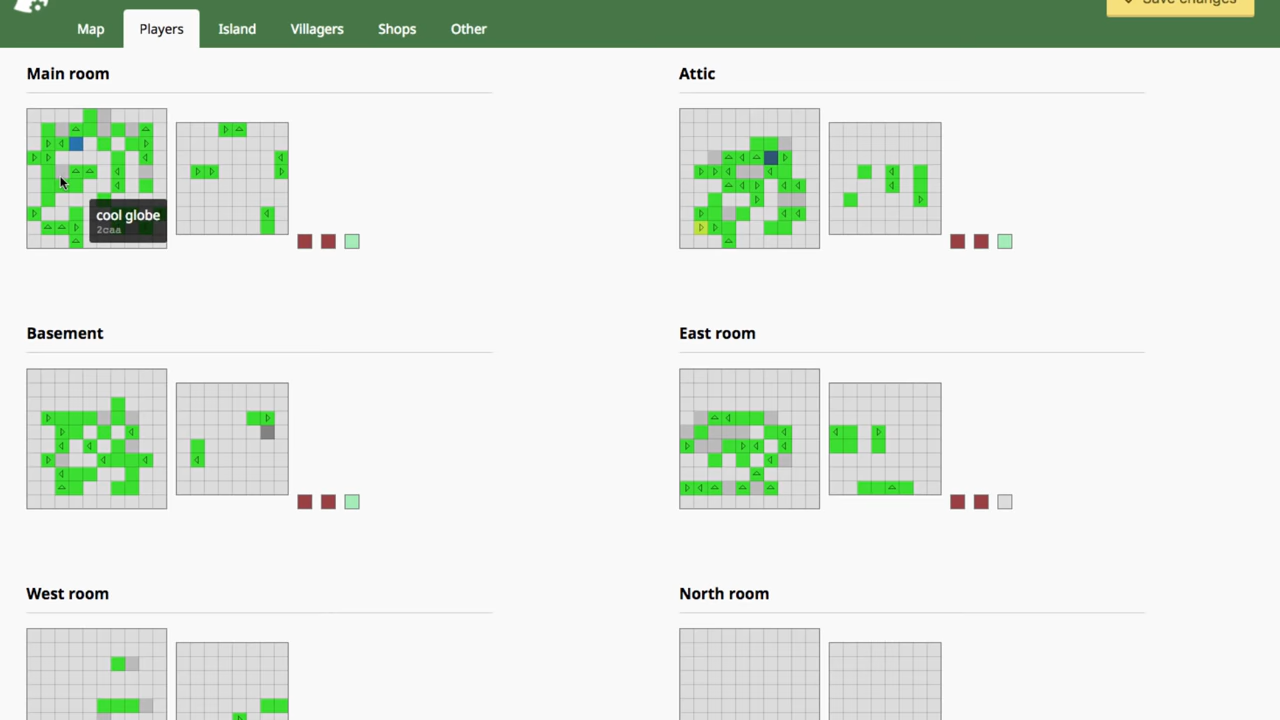 Save changes
Map
Players
Island
Villagers
Shops
Other
Main room
Attic
cool globe
2caa
Basement
East room
West room
North room